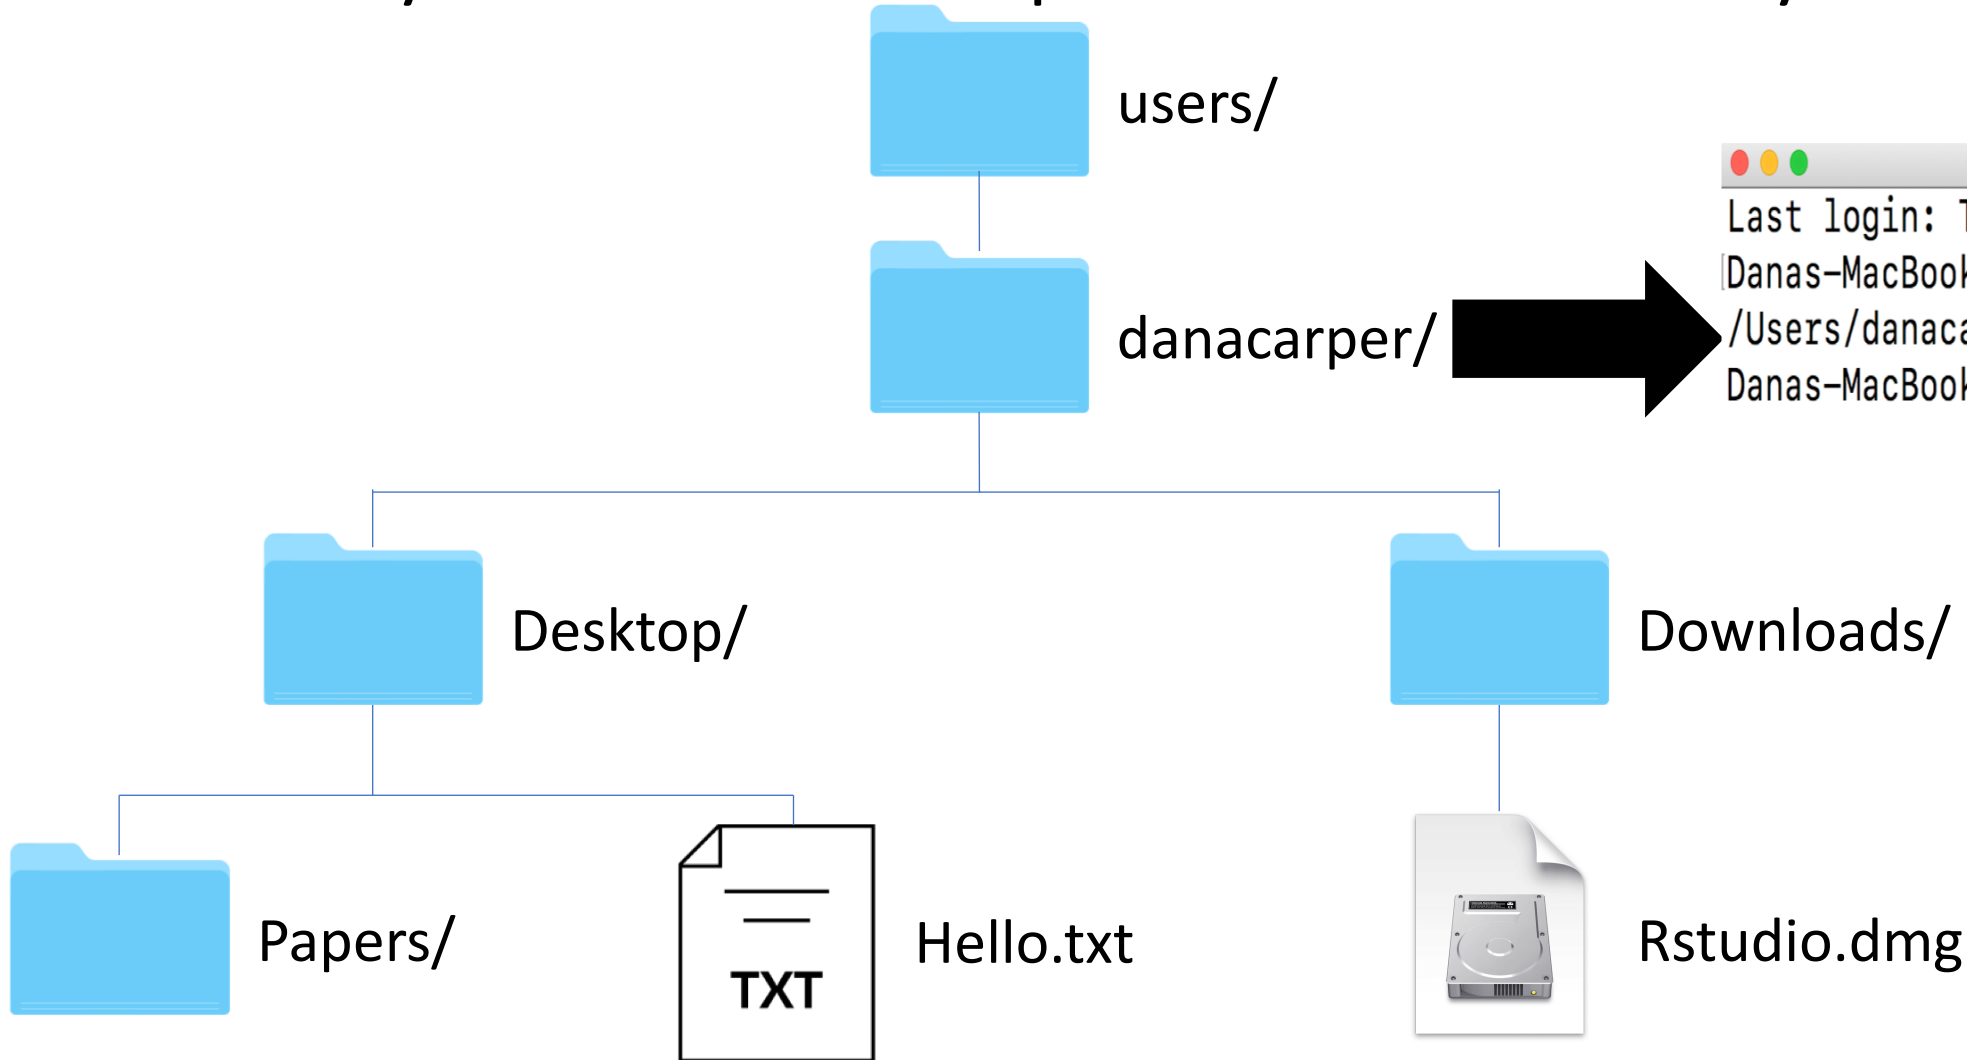 users/
Last login:
Danas-MacBook
/Users/danaca
Danas-MacBook
danacarper/
Desktop/
Downloads/
Papers/
TXT
Hello.txt
Rstudio.dmg